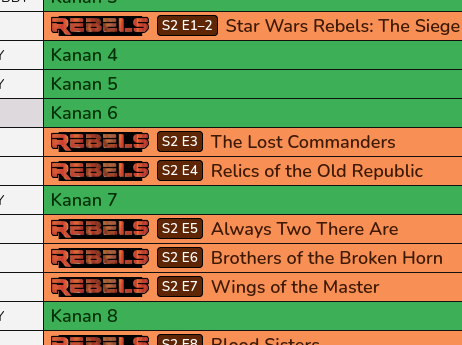 REBELS S2 E1–2 Star Wars Rebels: The Siege
Y Kanan 4
Y Kanan 5
Kanan 6
REBELS S2 E3 The Lost Commanders
REBELS S2 E4 Relics of the Old Republic
Y Kanan 7
REBELS S2 E5 Always Two There Are
REBELS S2 E6 Brothers of the Broken Horn
REBELS S2 E7 Wings of the Master
Y Kanan 8
REBELS S2 E8 Blood Sisters